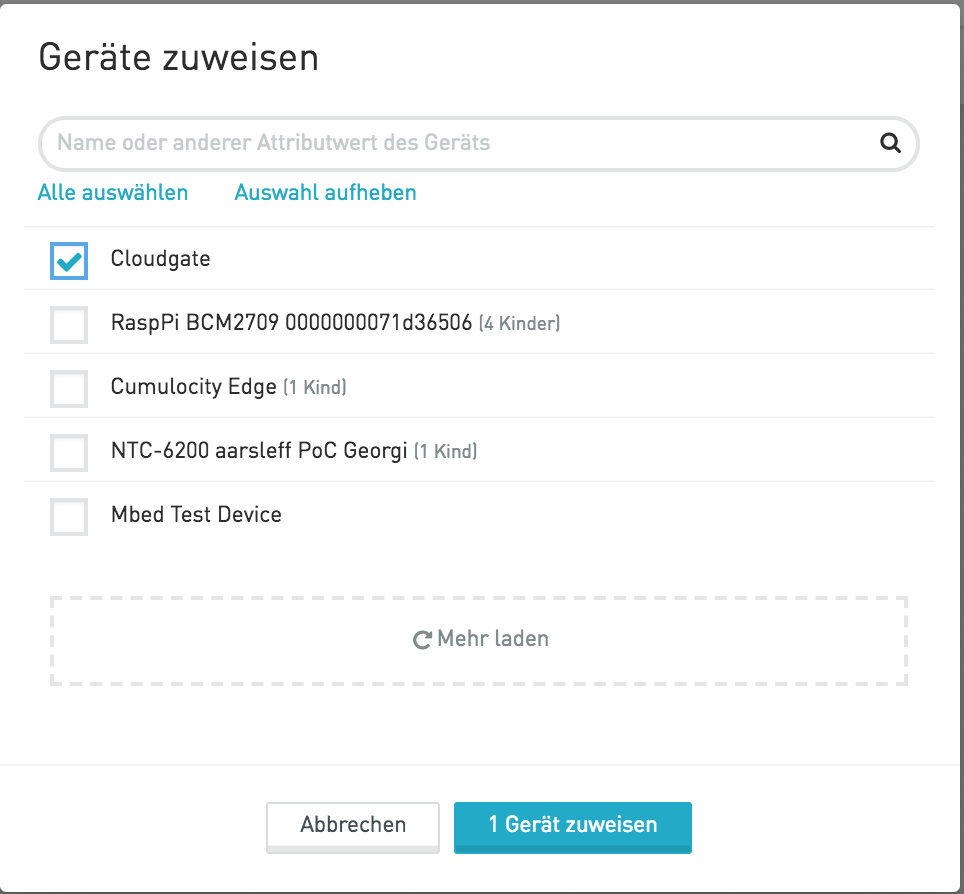 Geräte zuweisen
Name oder anderer Attributwert des Geräts
Alle auswählen Auswahl aufheben
Cloudgate
RaspPi BCM2709 0000000071d36506 (4 Kinder)
Cumulocity Edge (1 Kind)
NTC-6200 aarsleff PoC Georgi (1 Kind)
Mbed Test Device
Mehr laden
Abbrechen 1 Gerät zuweisen